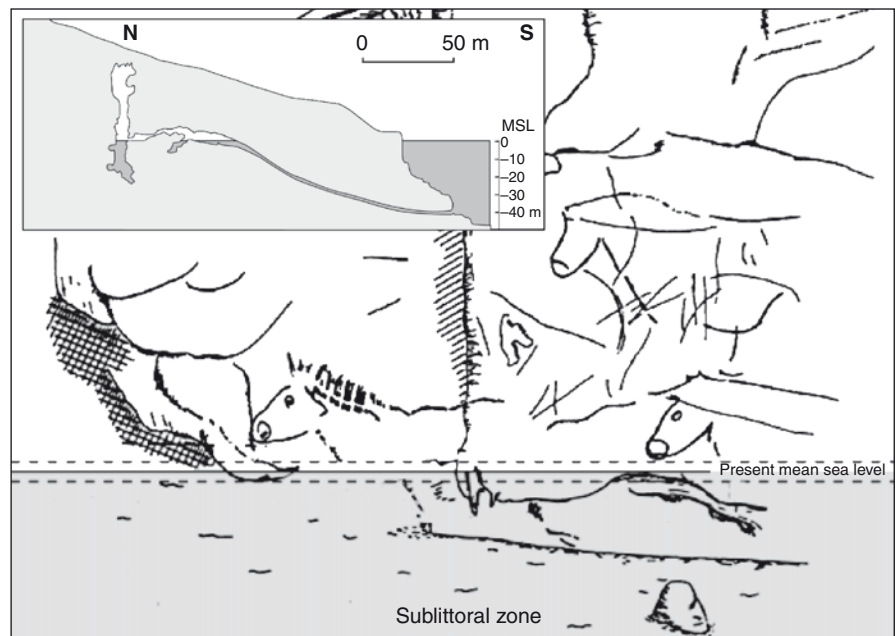 N
S
0 50 m
MSL
0
–10
–20
–30
–40 m
Present mean sea level
Sublittoral zone